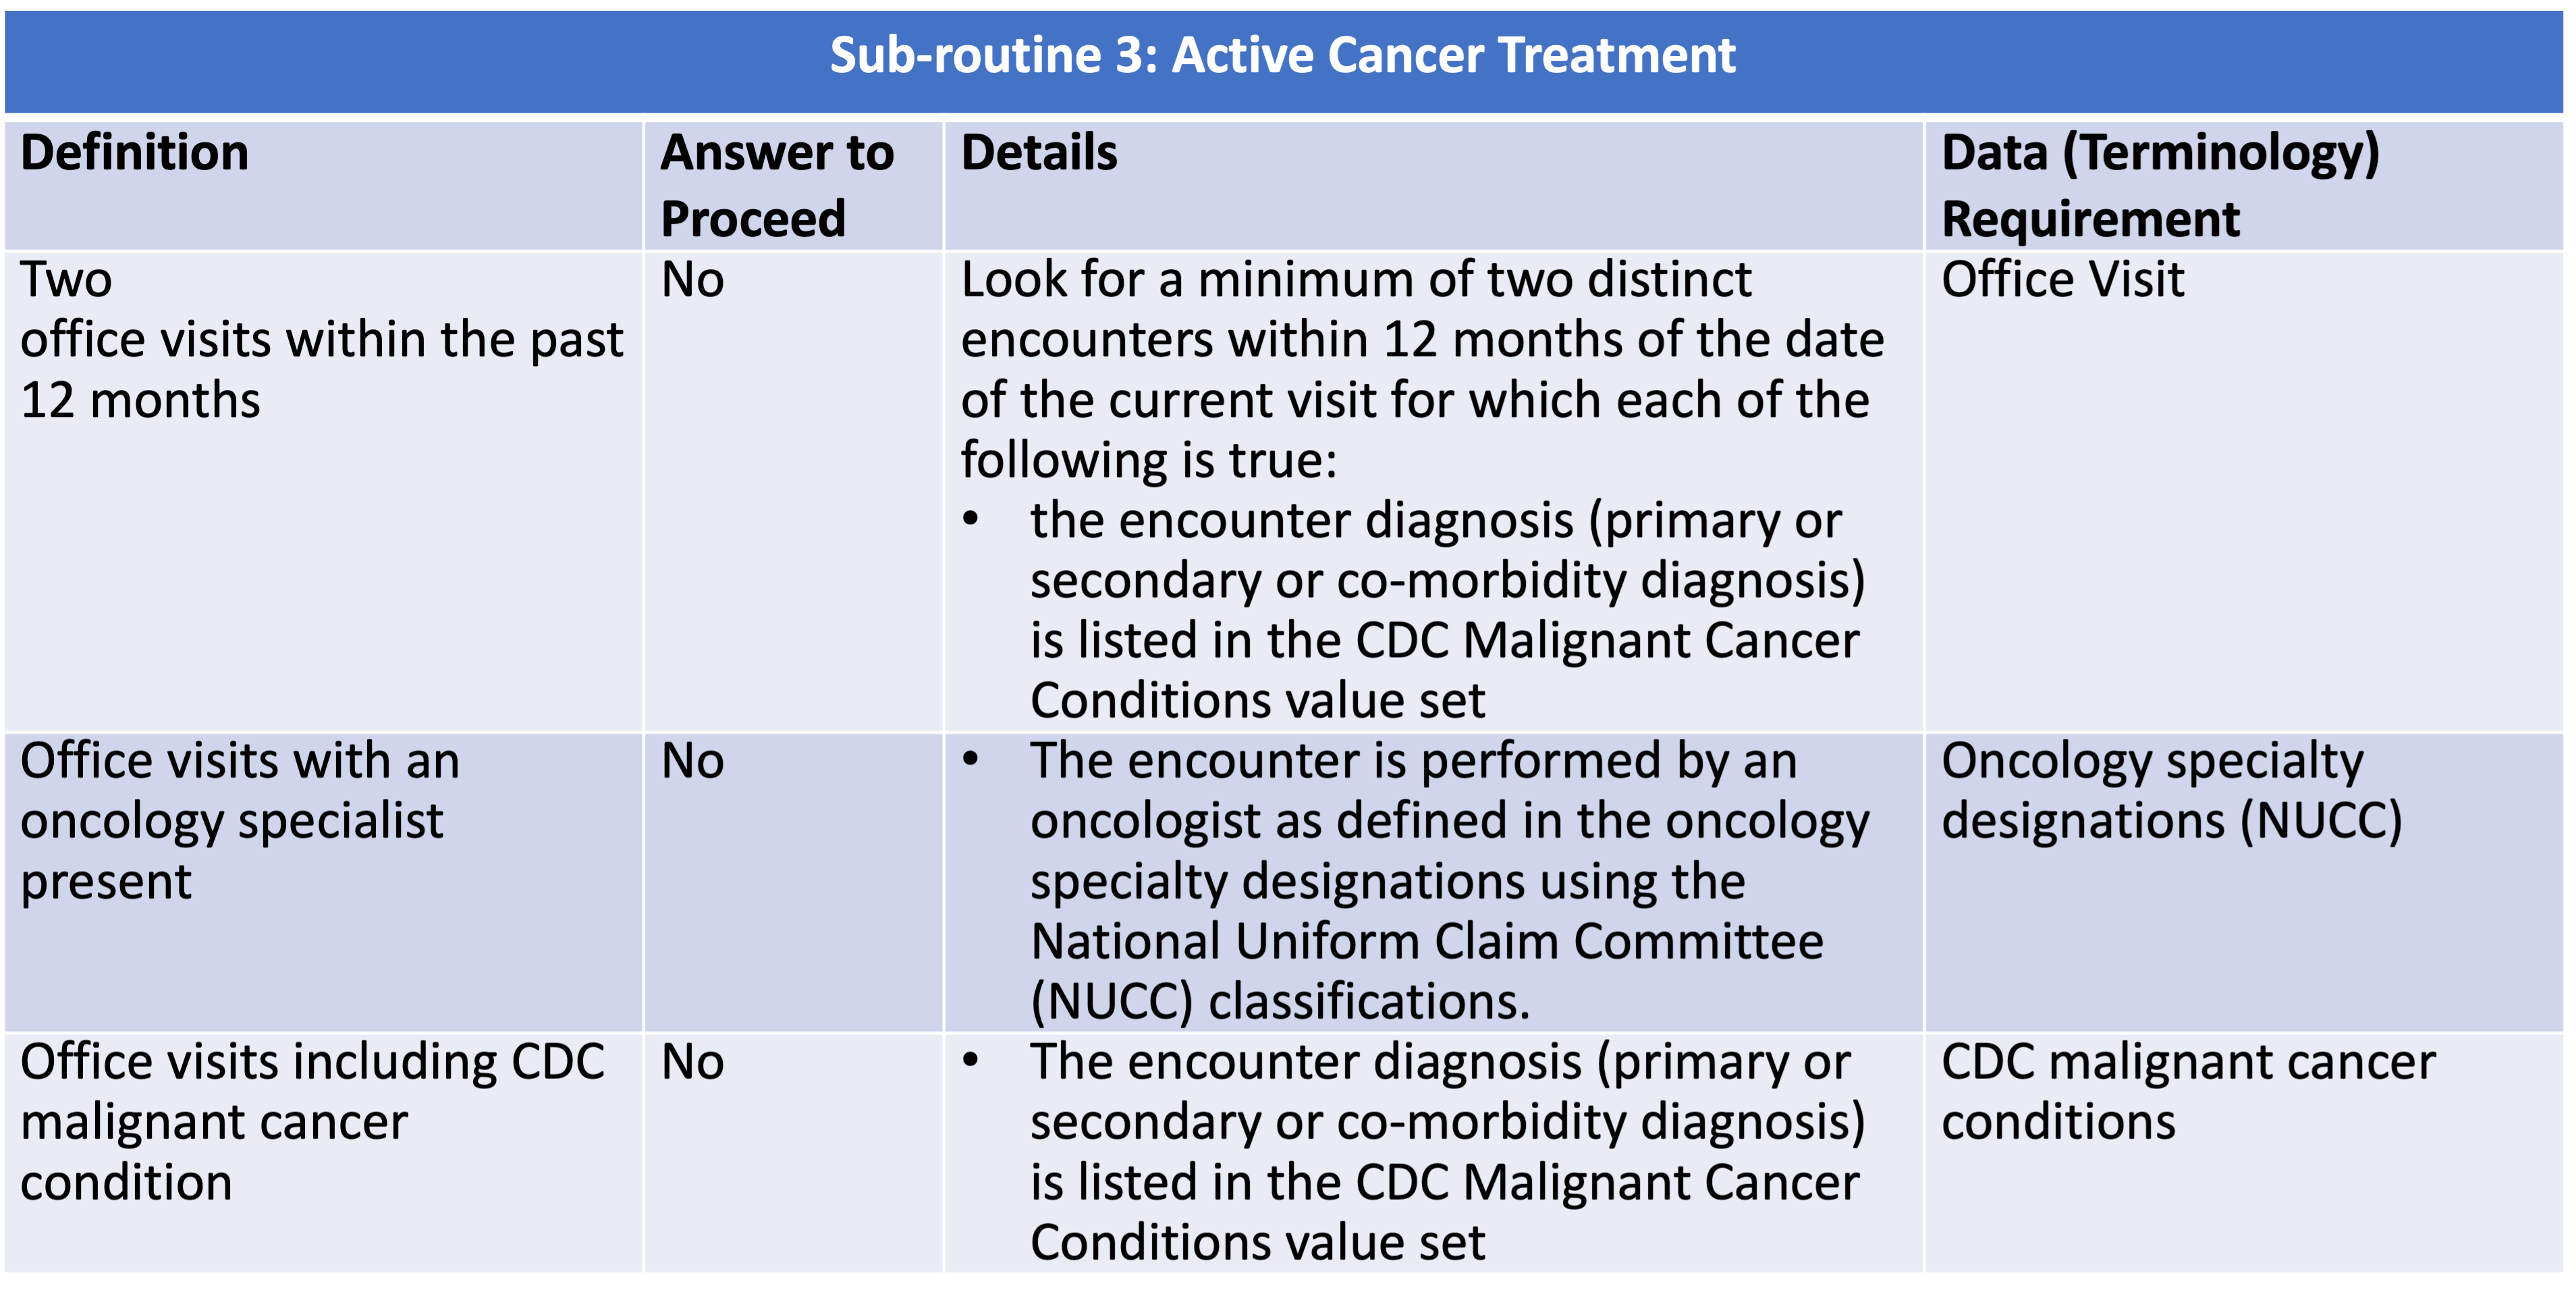 Sub-routine 3: Active Cancer Treatment
Definition
Answer to
Proceed
Details
Data (Terminology)
Requirement
Two
office visits within the past
12 months
No
Look for a minimum of two distinct
encounters within 12 months of the date
of the current visit for which each of the
following is true:
• the encounter diagnosis (primary or
secondary or co-morbidity diagnosis)
is listed in the CDC Malignant Cancer
Conditions value set
Office Visit
Office visits with an
oncology specialist
present
No
• The encounter is performed by an
oncologist as defined in the oncology
specialty designations using the
National Uniform Claim Committee
(NUCC) classifications.
Oncology specialty
designations (NUCC)
Office visits including CDC
malignant cancer
condition
No
• The encounter diagnosis (primary or
secondary or co-morbidity diagnosis)
is listed in the CDC Malignant Cancer
Conditions value set
CDC malignant cancer
conditions